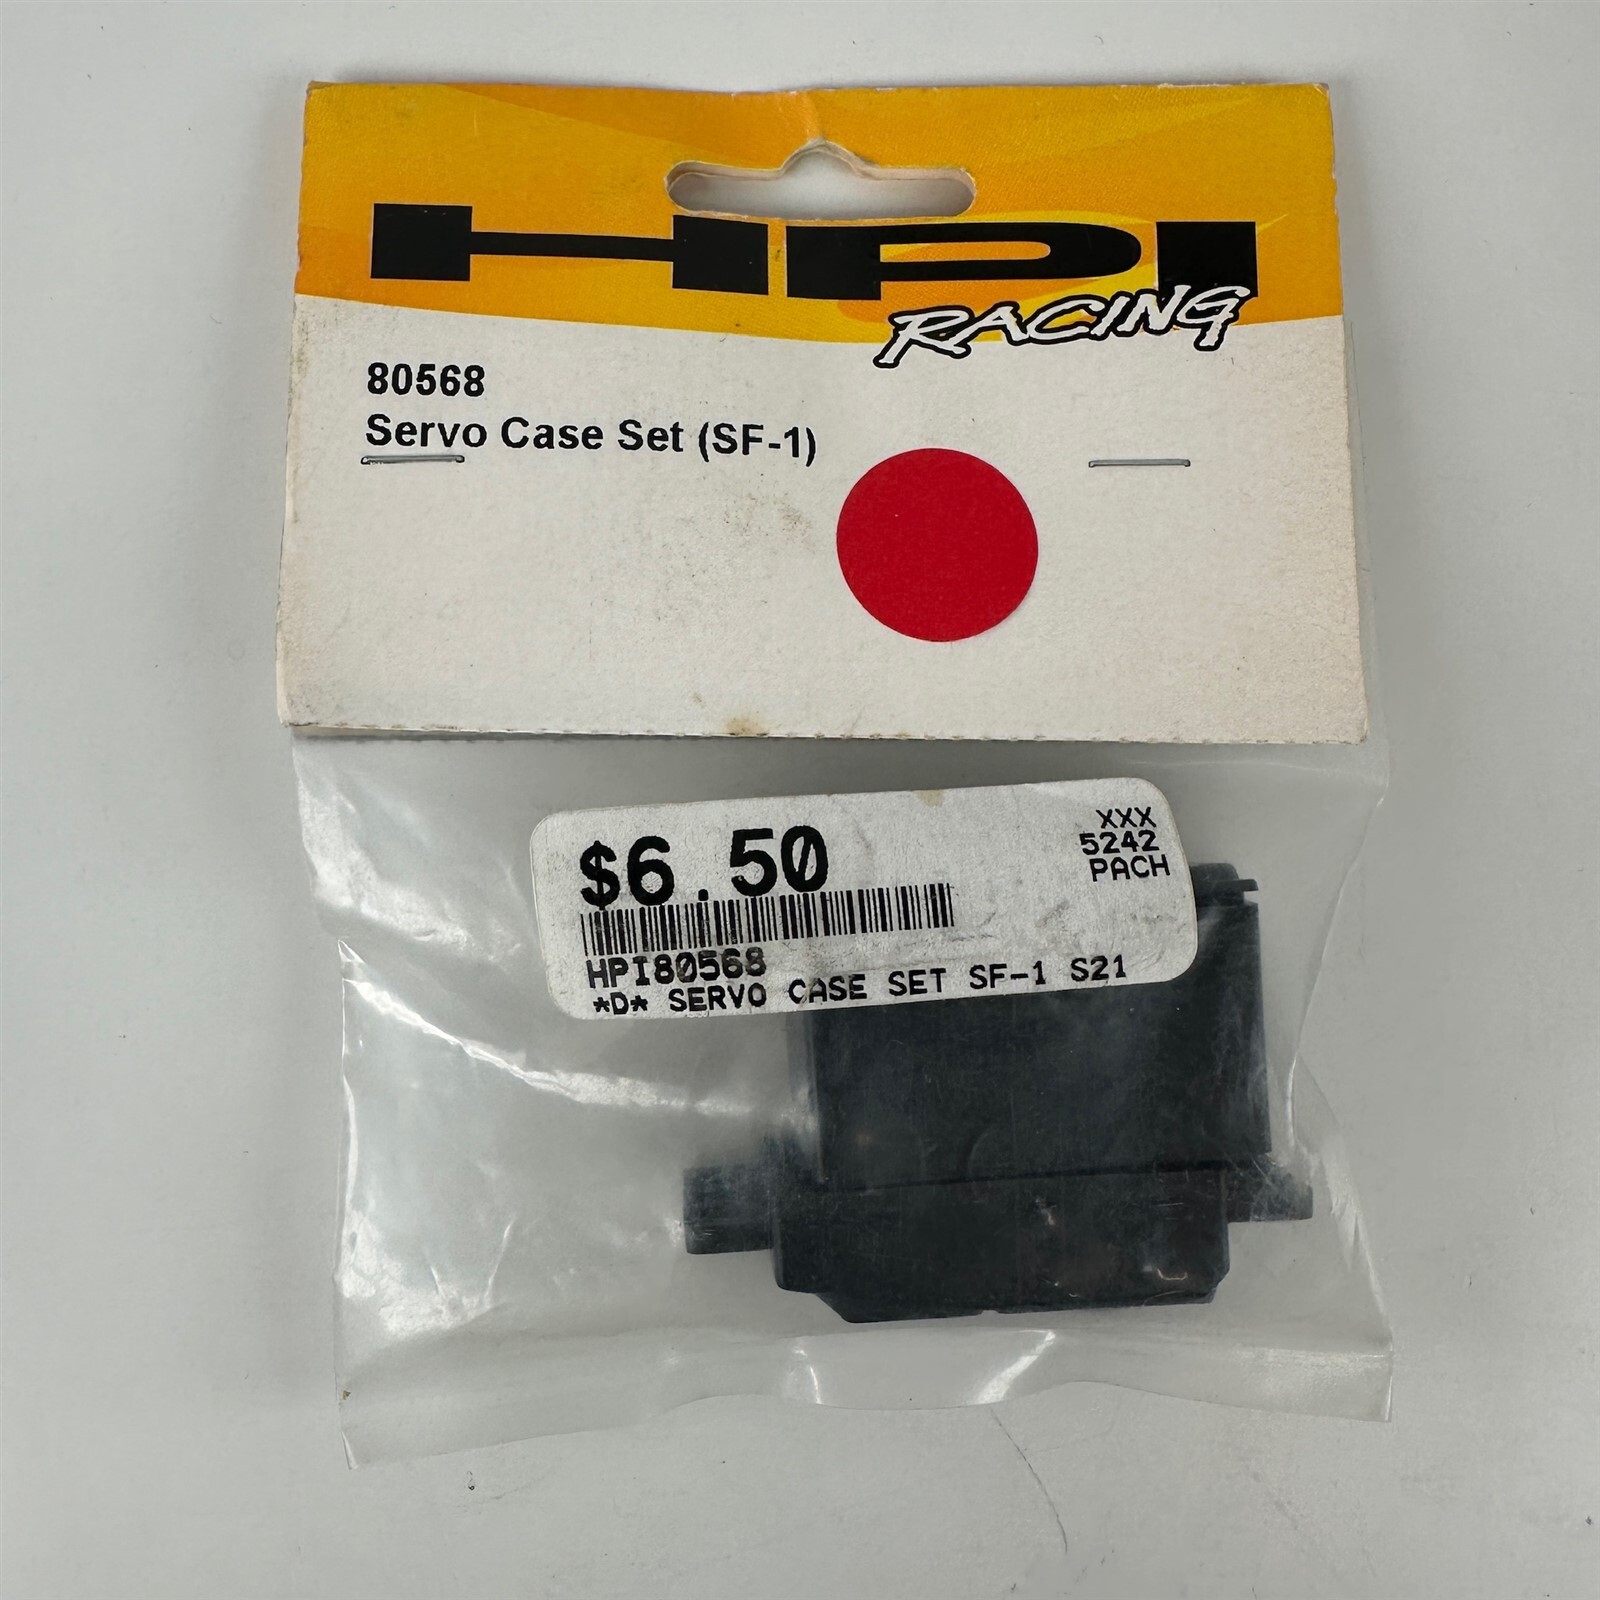 HPI
RACING
80568
Servo Case Set (SF-1)
$6.50
XXX
5242
PACH
HPI80568
*D* SERVO CASE SET SF-1 S21